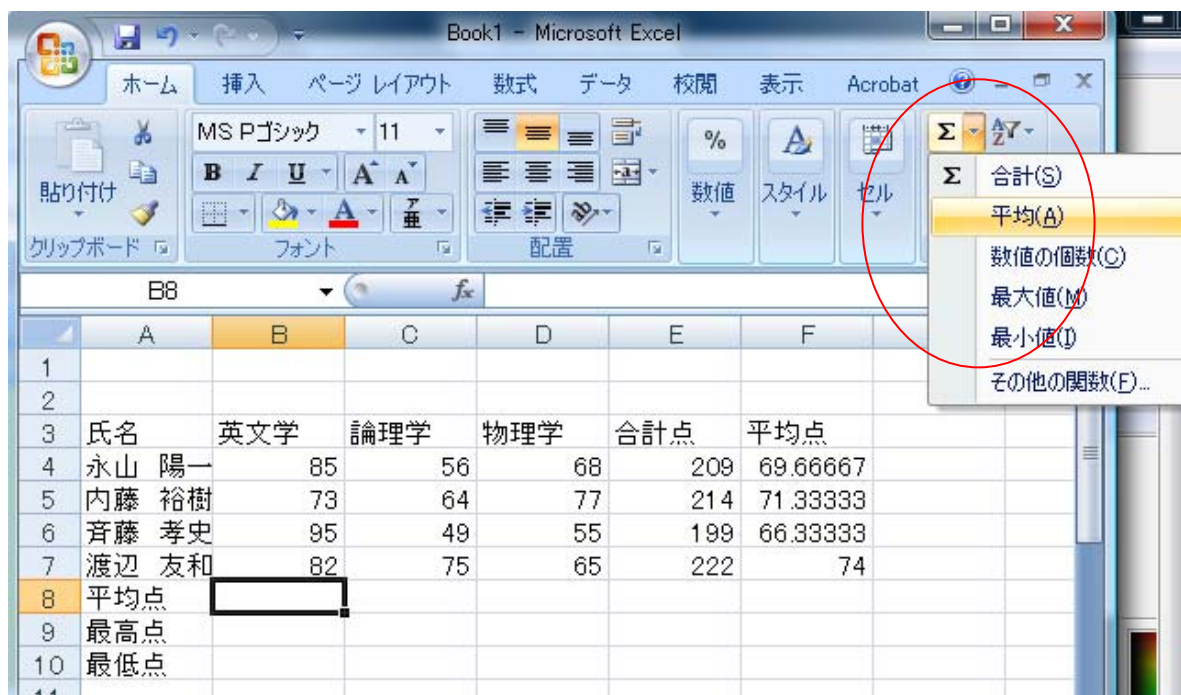 Book1 - Microsoft Excel
ホーム 挿入 ページ レイアウト 数式 データ 校閲 表示 Acrobat
MS Pゴシック 11 % A Σ AZ
貼り付け B I U A A 数値 スタイル セル
A ア亜
クリップボード フォント 配置
Σ 合計(S)
平均(A)
数値の個数(C)
最大値(M)
最小値(I)
その他の関数(F)...
B8 fx
A B C D E F
1
2
3 氏名 英文学 論理学 物理学 合計点 平均点
4 永山 陽一 85 56 68 209 69.66667
5 内藤 裕樹 73 64 77 214 71.33333
6 斉藤 孝史 95 49 55 199 66.33333
7 渡辺 友和 82 75 65 222 74
8 平均点
9 最高点
10 最低点